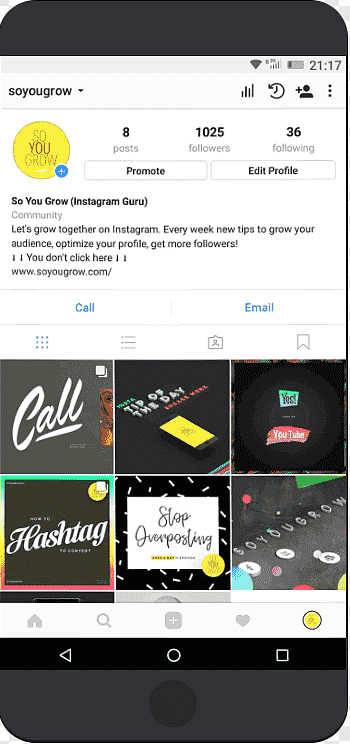 21:17
soyougrow
SO
YOU
GROW
8
1025
36
posts
followers
following
Promote
Edit Profile
So You Grow (Instagram Guru)
Community
Let's grow together on Instagram. Every week new tips to grow your
audience, optimize your profile, get more followers!
↓↓You don't click here↓↓
www.soyougrow.com/
Call
Email
Call
TIP OF
THE DAY
Yes!
YouTube
HOW TO
Hashtag
TO CONVERT
Stop
Overposting
SOYOUGROW